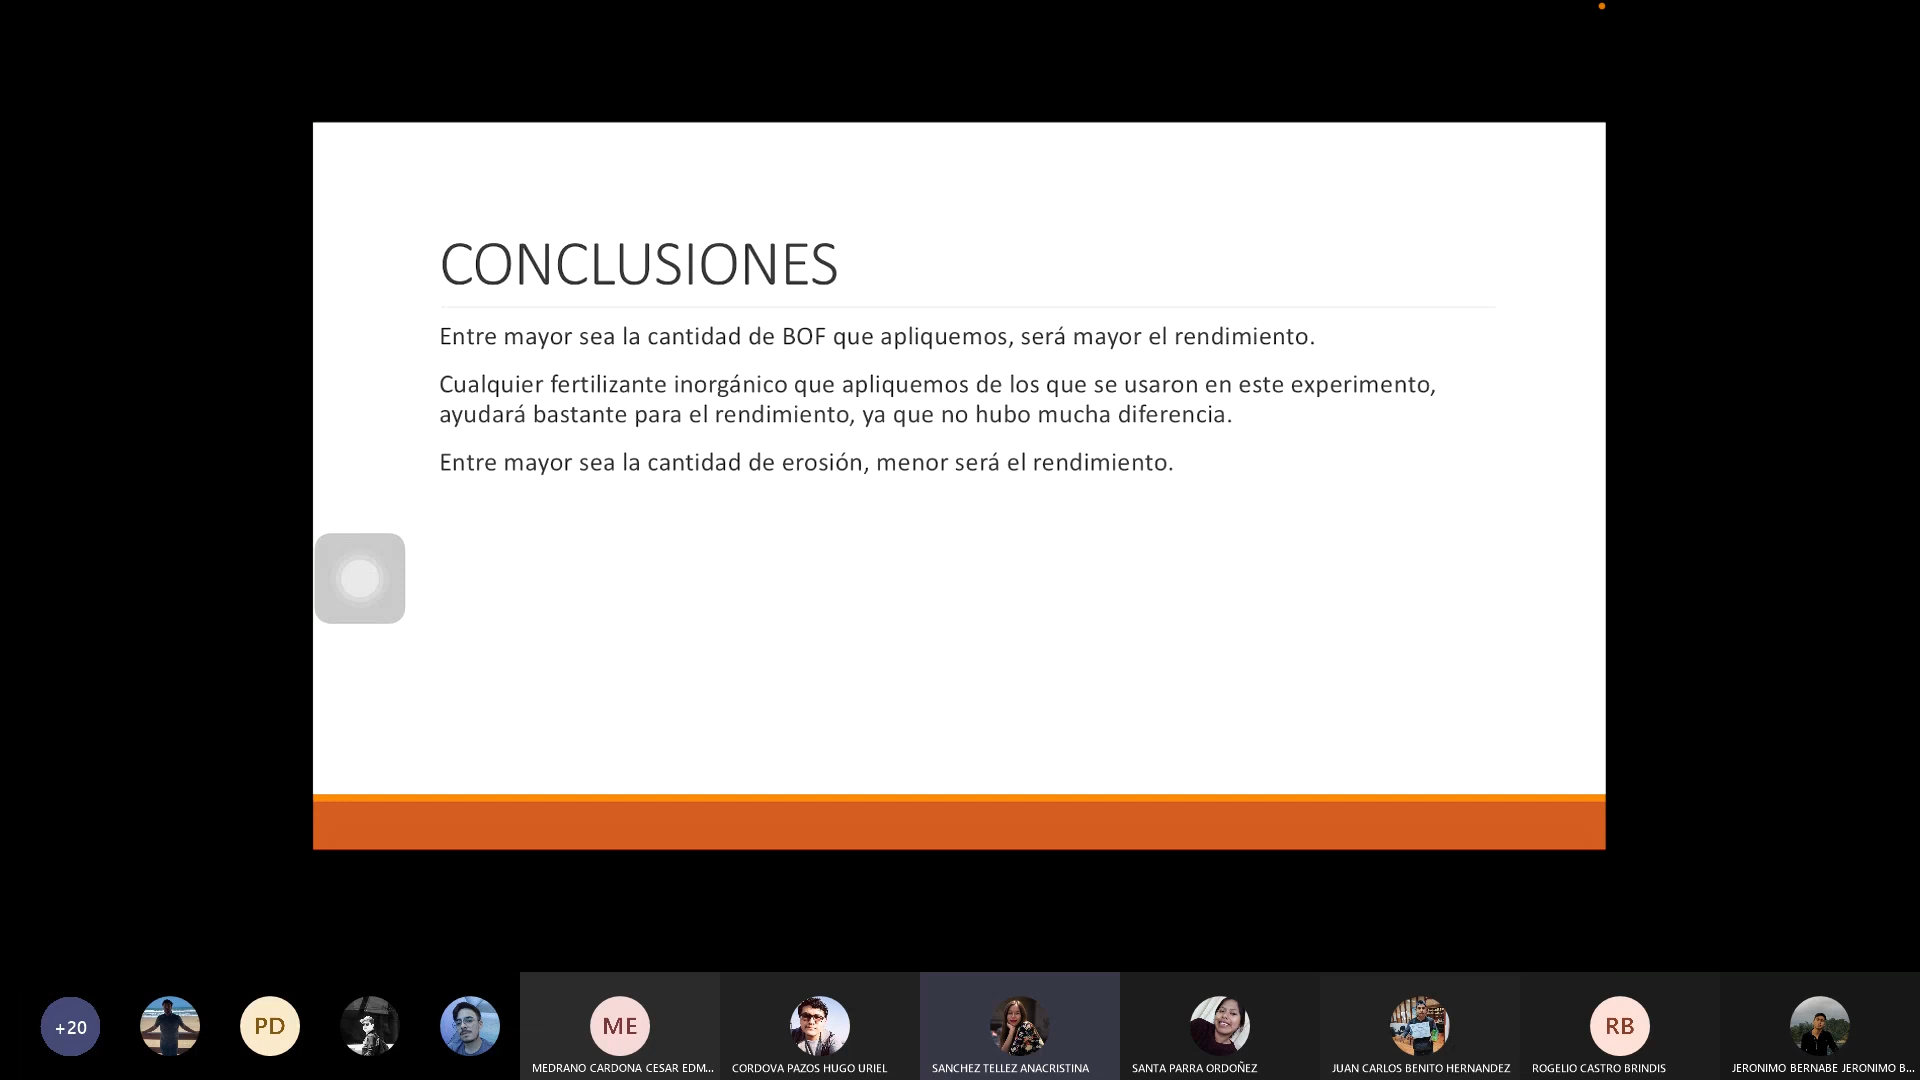 CONCLUSIONES
Entre mayor sea la cantidad de BOF que apliquemos, será mayor el rendimiento.
Cualquier fertilizante inorgánico que apliquemos de los que se usaron en este experimento,
ayudará bastante para el rendimiento, ya que no hubo mucha diferencia.
Entre mayor sea la cantidad de erosión, menor será el rendimiento.
+20
PD
ME
RB
MEDRANO CARDONA CESAR EDM...
CORDOVA PAZOS HUGO URIEL
SANCHEZ TELLEZ ANACRISTINA
SANTA PARRA ORDOÑEZ
JUAN CARLOS BENITO HERNANDEZ
ROGELIO CASTRO BRINDIS
JERONIMO BERNABE JERONIMO B...